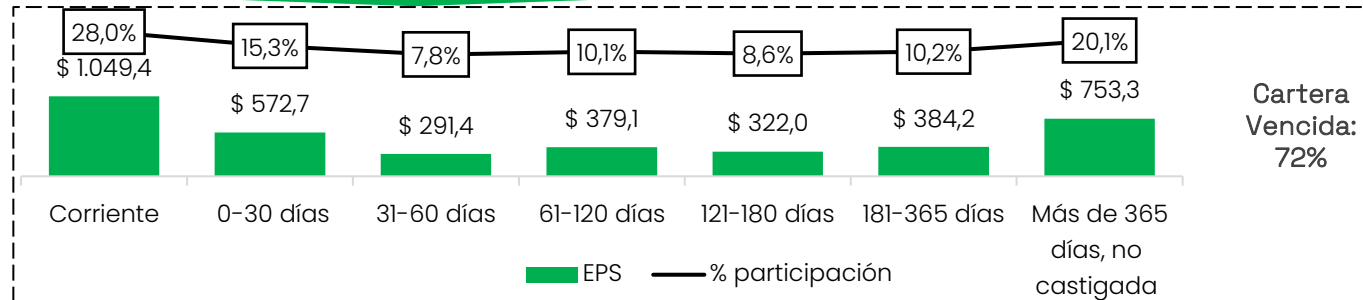 28,0%
15,3%
7,8%
10,1%
8,6%
10,2%
20,1%
$ 1.049,4
$ 572,7
$ 291,4
$ 379,1
$ 322,0
$ 384,2
$ 753,3
Corriente
0-30 días
31-60 días
61-120 días
121-180 días
181-365 días
Más de 365
días, no
castigada
EPS
% participación
Cartera
Vencida:
72%